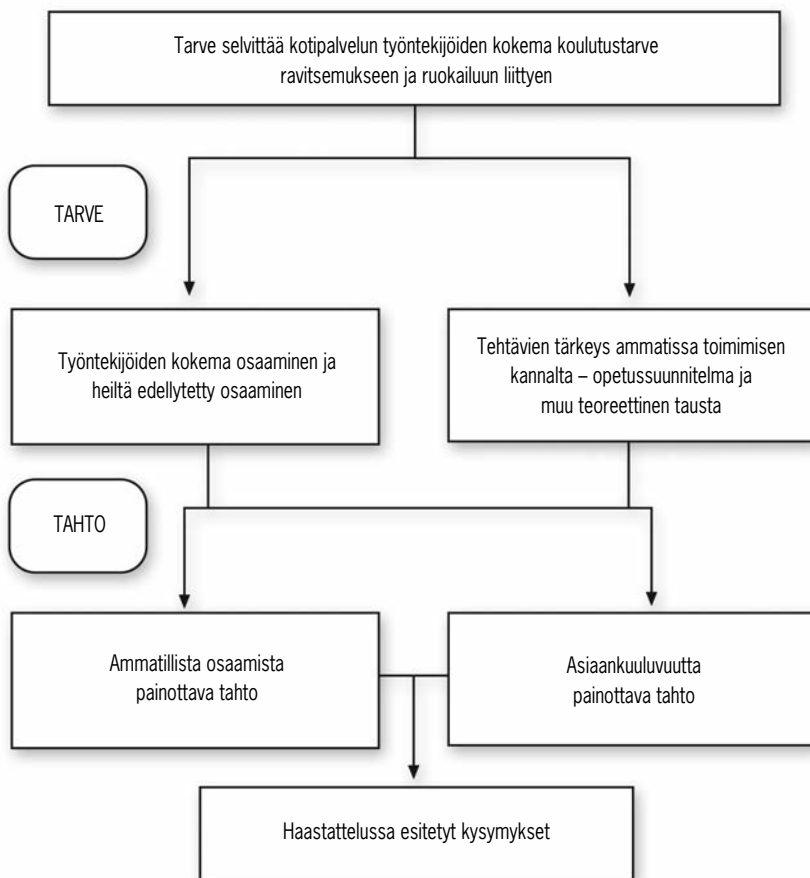 Tarve selvittää kotipalvelun työntekijöiden kokema koulutustarve
ravitsemukseen ja ruokailuun liittyen
TARVE
Työntekijöiden kokema osaaminen ja
heiltä edellytetty osaaminen
Tehtävien tärkeys ammatissa toimimisen
kannalta – opetussuunnitelma ja
muu teoreettinen tausta
TAHTO
Ammatillista osaamista
painottava tahto
Asiaankuuluvuutta
painottava tahto
Haastattelussa esitetyt kysymykset